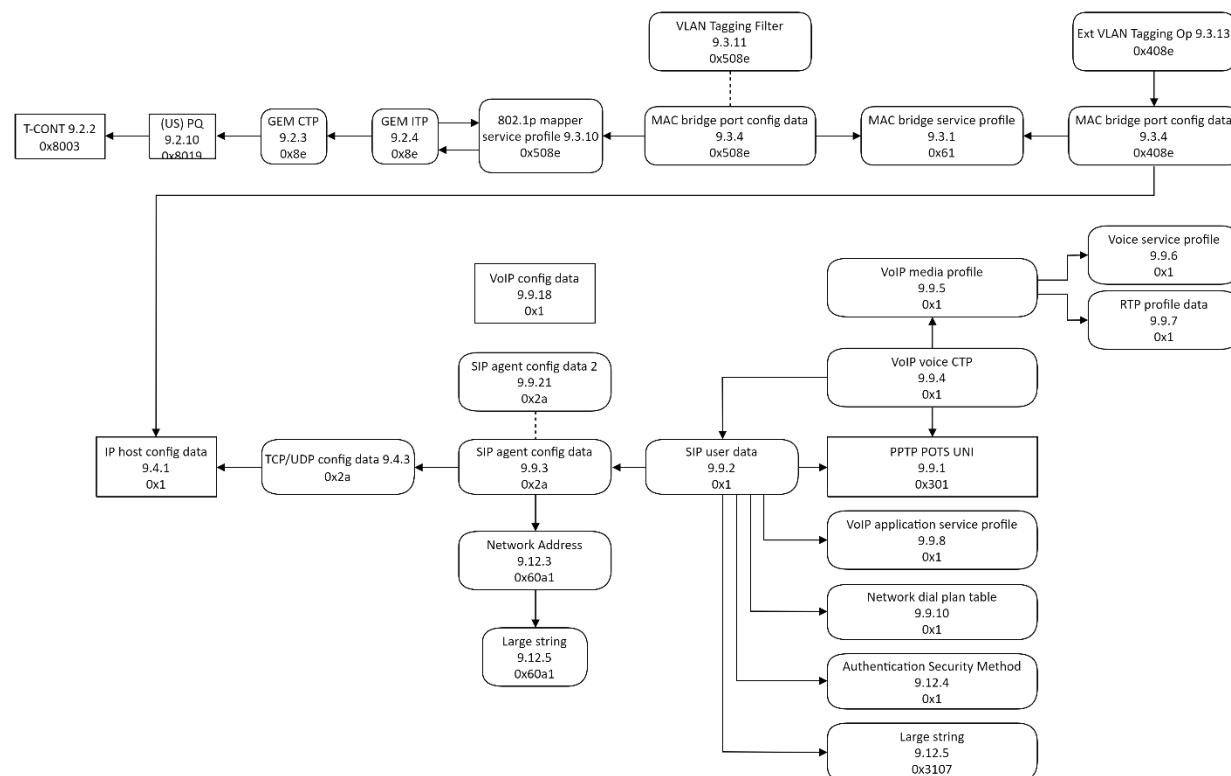 VLAN Tagging Filter
9.3.11
0x508e
Ext VLAN Tagging Op 9.3.13
0x408e
T-CONT 9.2.2
0x8003
(US) PQ
9.2.10
0x8019
GEM CTP
9.2.3
0x8e
GEM ITP
9.2.4
0x8e
802.1p mapper
service profile 9.3.10
0x508e
MAC bridge port config data
9.3.4
0x508e
MAC bridge service profile
9.3.1
0x61
MAC bridge port config data
9.3.4
0x408e
Voice service profile
9.9.6
0x1
VoIP media profile
9.9.5
0x1
VoIP config data
9.9.18
0x1
RTP profile data
9.9.7
0x1
SIP agent config data 2
9.9.21
0x2a
VoIP voice CTP
9.9.4
0x1
IP host config data
9.4.1
0x1
TCP/UDP config data 9.4.3
0x2a
SIP agent config data
9.9.3
0x2a
SIP user data
9.9.2
0x1
PPTP POTS UNI
9.9.1
0x301
VoIP application service profile
9.9.8
0x1
Network Address
9.12.3
0x60a1
Network dial plan table
9.9.10
0x1
Large string
9.12.5
0x60a1
Authentication Security Method
9.12.4
0x1
Large string
9.12.5
0x3107